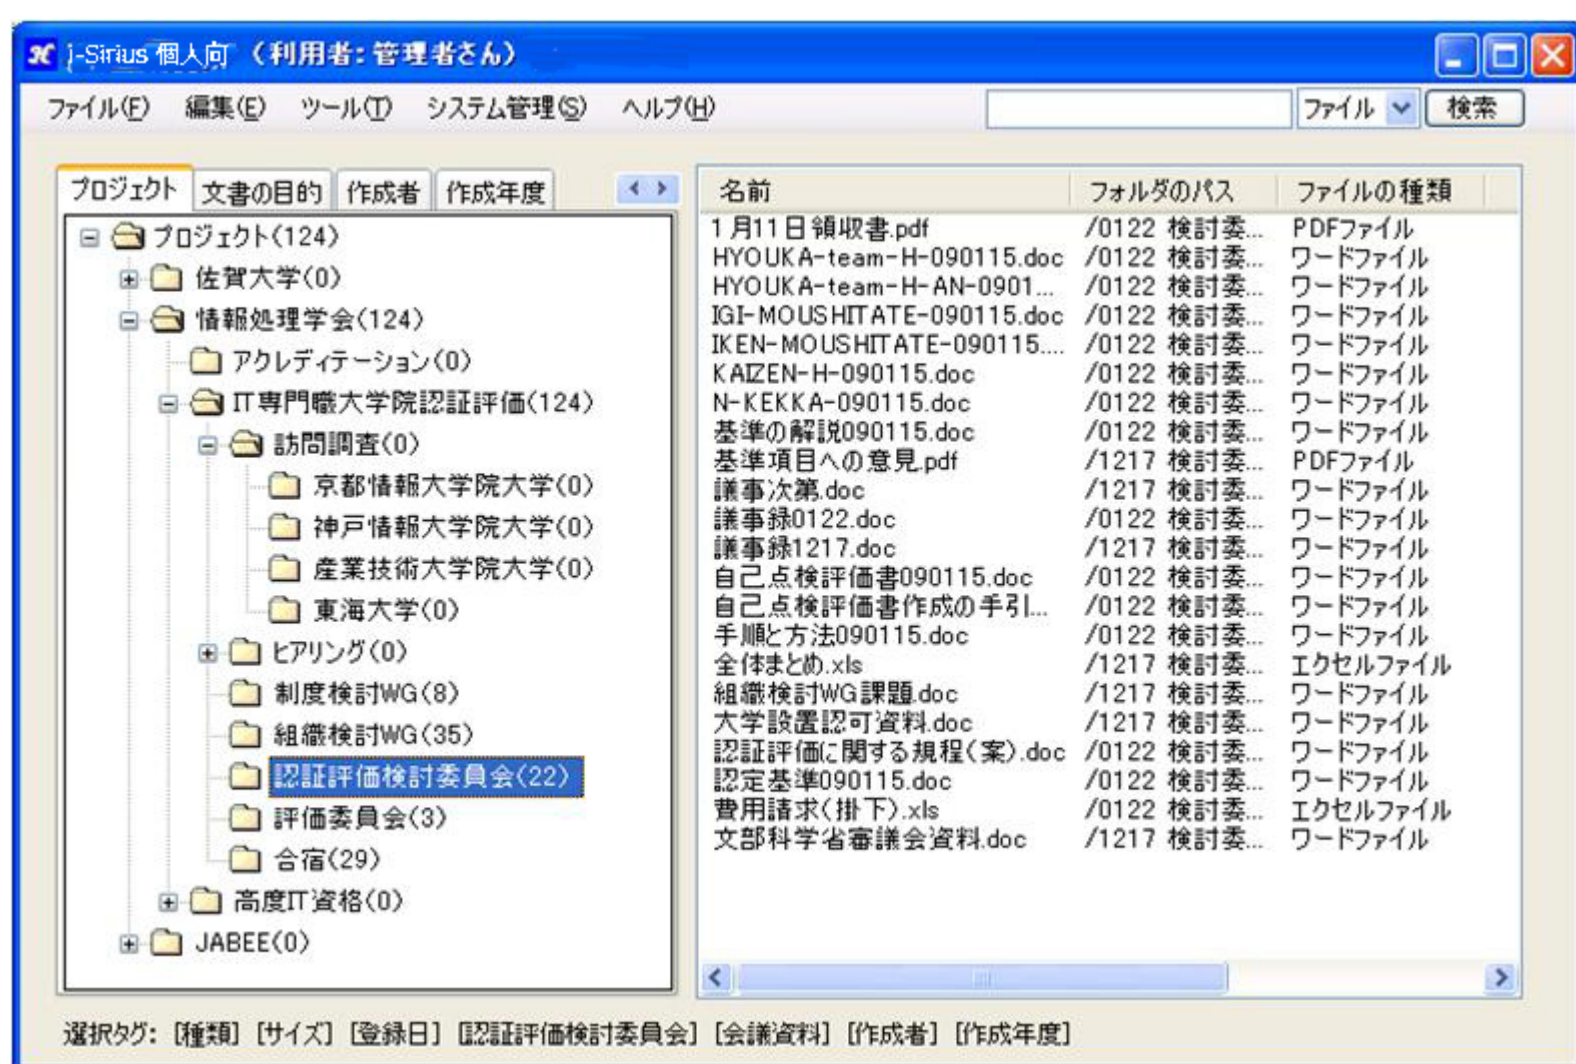 j-Sirius 個人向 (利用者: 管理者さん)
ファイル(F) 編集(E) ツール(T) システム管理(S) ヘルプ(H) ファイル 検索
プロジェクト 文書の目的 作成者 作成年度
プロジェクト(124)
佐賀大学(0)
情報処理学会(124)
アクレディテーション(0)
IT専門職大学院認証評価(124)
訪問調査(0)
京都情報大学院大学(0)
神戸情報大学院大学(0)
産業技術大学院大学(0)
東海大学(0)
ヒアリング(0)
制度検討WG(8)
組織検討WG(35)
認証評価検討委員会(22)
評価委員会(3)
合宿(29)
高度IT資格(0)
JABEE(0)
名前 フォルダのパス ファイルの種類
1月11日領収書.pdf /0122 検討委... PDFファイル
HYOUKA-team-H-090115.doc /0122 検討委... ワードファイル
HYOUKA-team-H-AN-0901... /0122 検討委... ワードファイル
IGI-MOUSHITATE-090115.doc /0122 検討委... ワードファイル
IKEN-MOUSHITATE-090115.... /0122 検討委... ワードファイル
KAIZEN-H-090115.doc /0122 検討委... ワードファイル
N-KEKKA-090115.doc /0122 検討委... ワードファイル
基準の解説090115.doc /0122 検討委... ワードファイル
基準項目への意見.pdf /1217 検討委... PDFファイル
議事次第.doc /1217 検討委... ワードファイル
議事録0122.doc /0122 検討委... ワードファイル
議事録1217.doc /1217 検討委... ワードファイル
自己点検評価書090115.doc /0122 検討委... ワードファイル
自己点検評価書作成の手引... /0122 検討委... ワードファイル
手順と方法090115.doc /0122 検討委... ワードファイル
全体まとめ.xls /1217 検討委... エクセルファイル
組織検討WG課題.doc /1217 検討委... ワードファイル
大学設置認可資料.doc /1217 検討委... ワードファイル
認証評価に関する規程(案).doc /0122 検討委... ワードファイル
認定基準090115.doc /0122 検討委... ワードファイル
費用請求(掛下).xls /0122 検討委... エクセルファイル
文部科学省審議会資料.doc /1217 検討委... ワードファイル
選択タグ: [種類] [サイズ] [登録日] [認証評価検討委員会] [会議資料] [作成者] [作成年度]